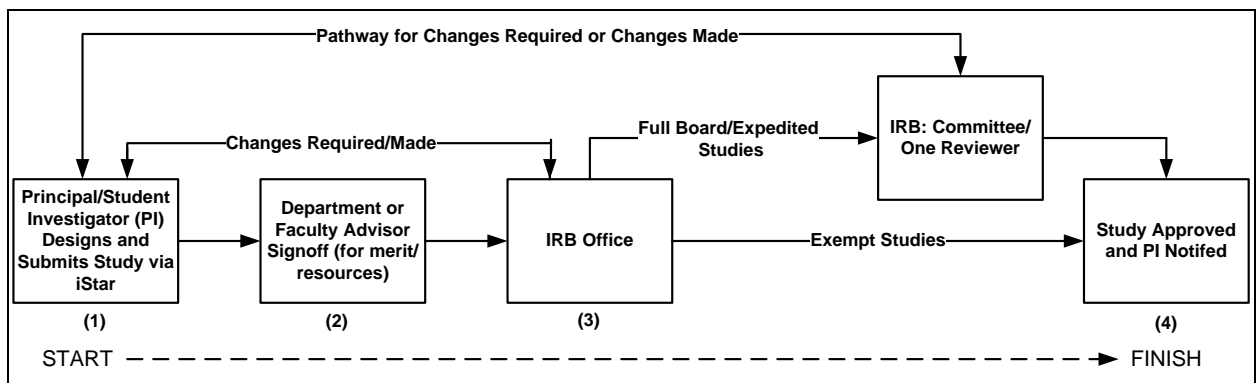 Pathway for Changes Required or Changes Made
Changes Required/Made
Full Board/Expedited
Studies
IRB: Committee/
One Reviewer
Principal/Student
Investigator (PI)
Designs and
Submits Study via
iStar
Department or
Faculty Advisor
Signoff (for merit/
resources)
IRB Office
Exempt Studies
Study Approved
and PI Notifed
(1)
(2)
(3)
(4)
START
FINISH